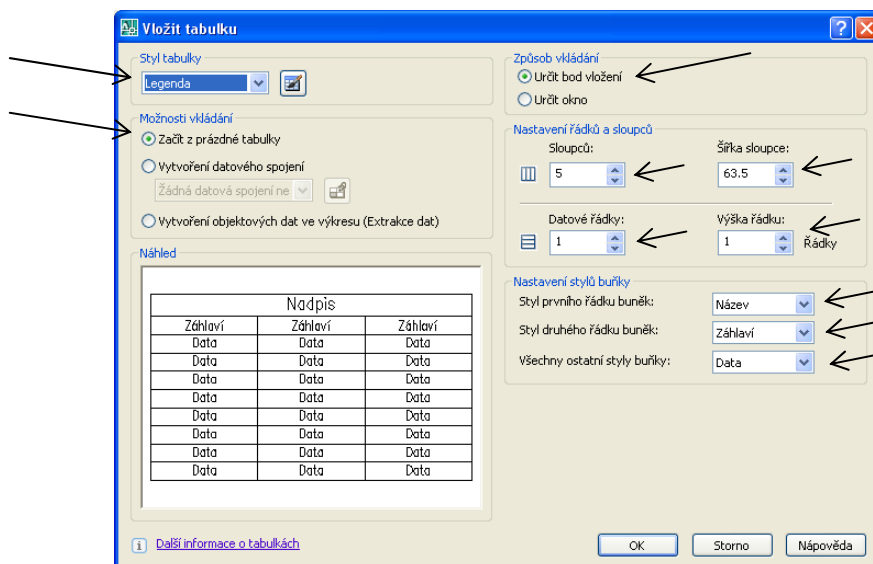 Vložit tabulku
Styl tabulky
Legenda
Možnosti vkládání
Začít z prázdné tabulky
Vytvoření datového spojení
Žádná datová spojení ne
Vytvoření objektových dat ve výkresu (Extrakce dat)
Náhled
Nadpis
Záhlaví Záhlaví Záhlaví
Data Data Data
Data Data Data
Data Data Data
Data Data Data
Data Data Data
Data Data Data
Data Data Data
Data Data Data
Další informace o tabulkách
Způsob vkládání
Určit bod vložení
Určit okno
Nastavení řádků a sloupců
Sloupců: Šířka sloupce:
5 63.5
Datové řádky: Výška řádku:
1 1 Řádky
Nastavení stylů buňky
Styl prvního řádku buněk: Název
Styl druhého řádku buněk: Záhlaví
Všechny ostatní styly buňky: Data
OK Storno Nápověda